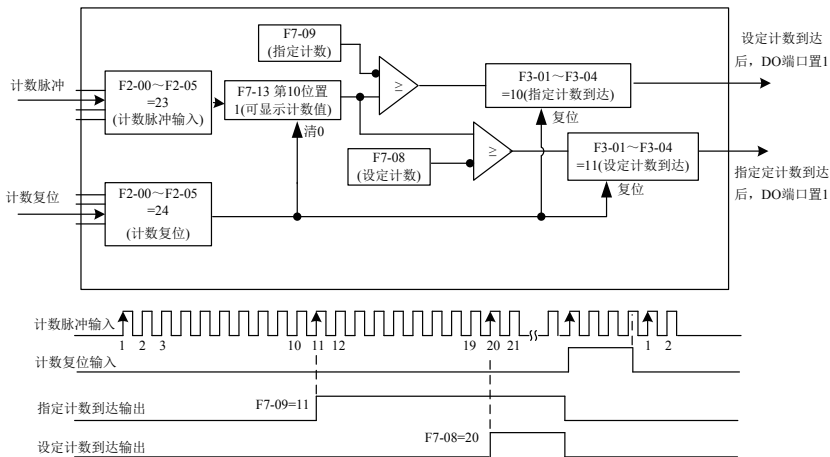 F7-09
(指定计数)
设定计数到达
后，DO端口置1
计数脉冲
F2-00～F2-05
=23
(计数脉冲输入)
F7-13 第10位置
1(可显示计数值)
≥
F3-01～F3-04
=10(指定计数到达)
清0
复位
F7-08
(设定计数)
≥
F3-01～F3-04
=11(设定计数到达)
指定定计数到达
后，DO端口置1
复位
计数复位
F2-00～F2-05
=24
(计数复位)
计数脉冲输入
1 2 3 10 11 12 19 20 21 1 2
计数复位输入
指定计数到达输出
F7-09=11
设定计数到达输出
F7-08=20